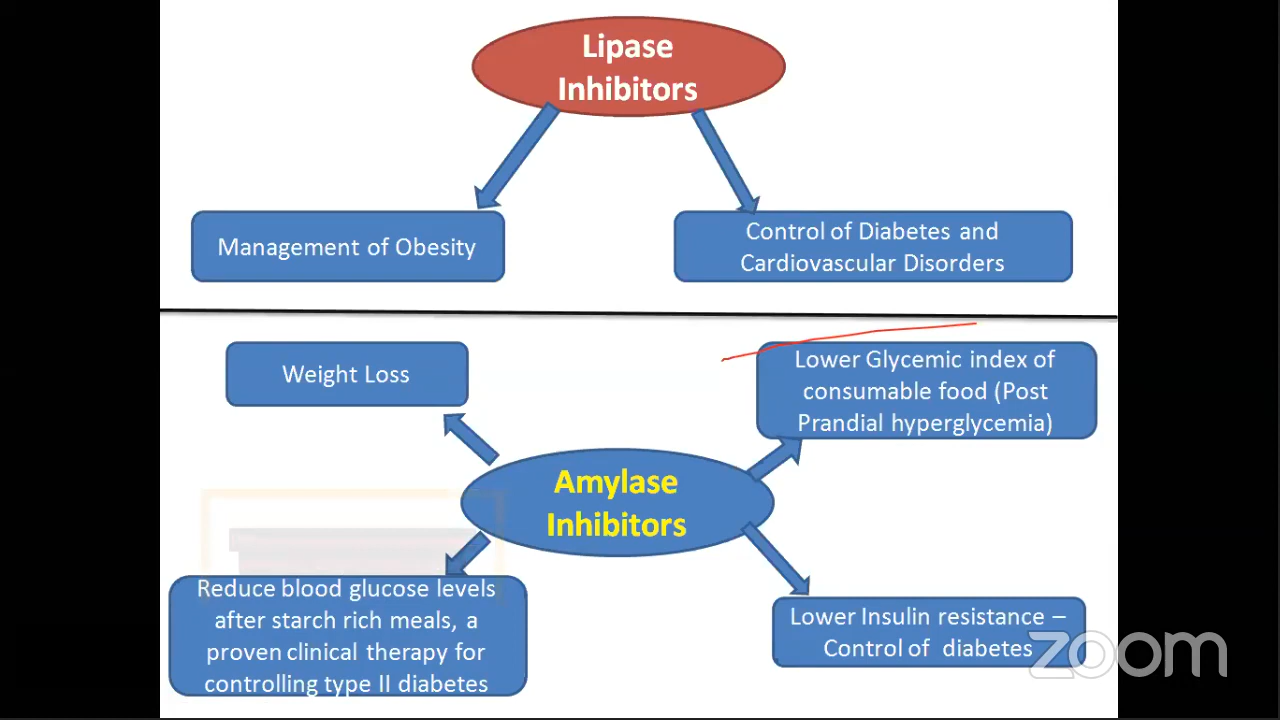 Lipase
Inhibitors
Management of Obesity
Control of Diabetes and
Cardiovascular Disorders
Weight Loss
Lower Glycemic index of
consumable food (Post
Prandial hyperglycemia)
Amylase
Inhibitors
Reduce blood glucose levels
after starch rich meals, a
proven clinical therapy for
controlling type II diabetes
Lower Insulin resistance –
Control of diabetes
zoom